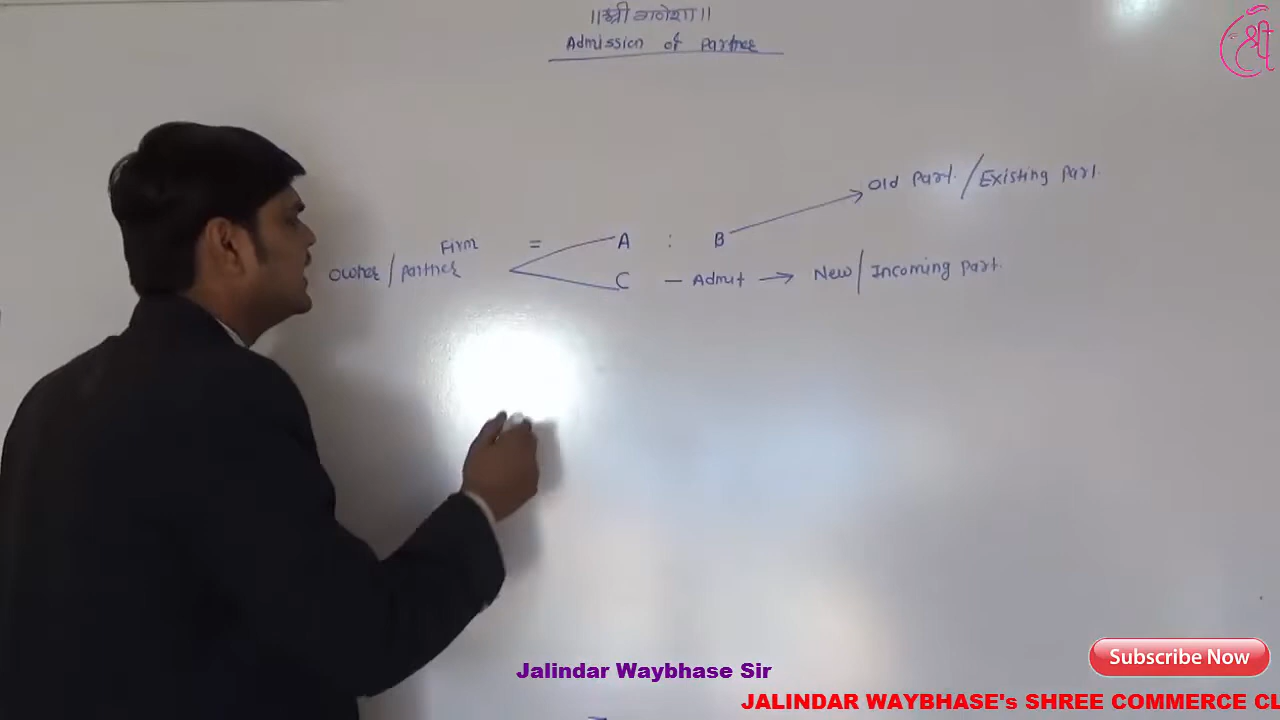 ॥श्री गणेशा॥
Admission of Partner
श्री
Old Part. / Existing Part.
Firm = A : B
Owner / Partner C — Admit → New / Incoming Part.
Subscribe Now
Jalindar Waybhase Sir
JALINDAR WAYBHASE's SHREE COMMERCE CL